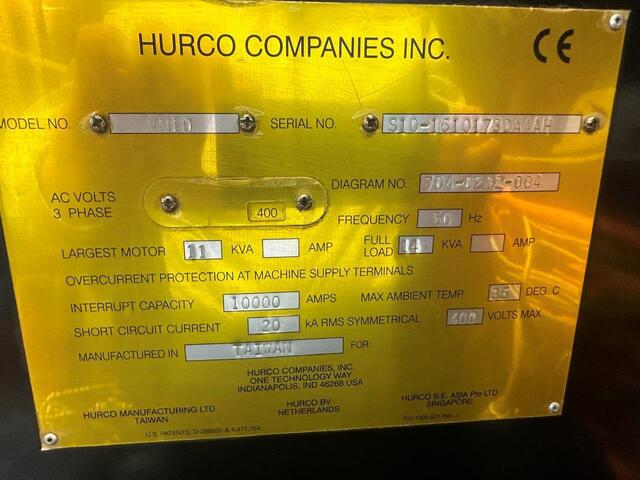 HURCO COMPANIES INC.
CE
MODEL NO. VM10 SERIAL NO.
DIAGRAM NO. 704-0202-004
AC VOLTS
3 PHASE
400
FREQUENCY Hz
LARGEST MOTOR 11 KVA AMP
FULL
LOAD 14 KVA AMP
OVERCURRENT PROTECTION AT MACHINE SUPPLY TERMINALS
INTERRUPT CAPACITY 10000 AMPS MAX AMBIENT TEMP. 35 DEG. C
SHORT CIRCUIT CURRENT 20 kA RMS SYMMETRICAL 400 VOLTS MAX.
MANUFACTURED IN TAIWAN FOR:
HURCO COMPANIES, INC.
ONE TECHNOLOGY WAY
INDIANAPOLIS, IND 46268 USA
HURCO MANUFACTURING LTD
TAIWAN
HURCO BV
NETHERLANDS
HURCO S.E. ASIA Pte LTD
SINGAPORE